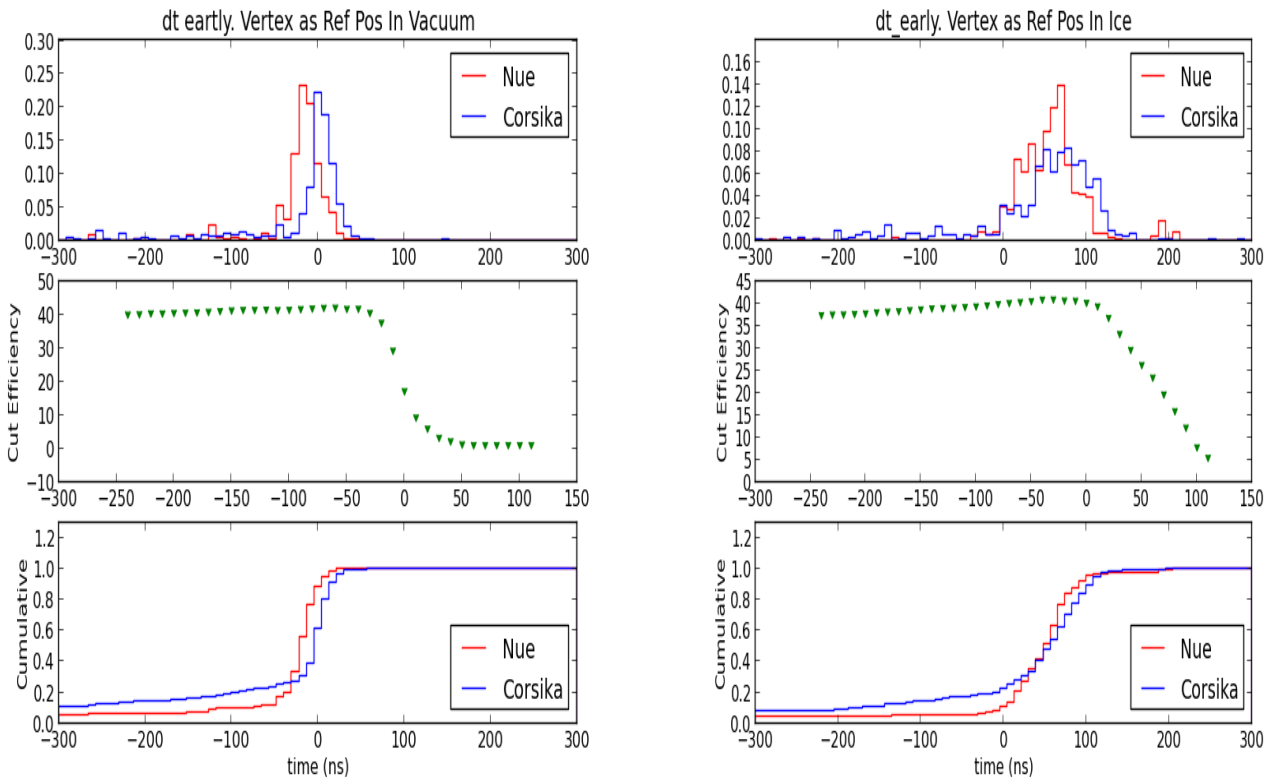 dt eartly. Vertex as Ref Pos In Vacuum
0.30
0.25
0.20
0.15
0.10
0.05
0.00
−300 −200 −100 0 100 200 300
Nue
Corsika
Cut Efficiency
50
40
30
20
10
0
−10
−300 −250 −200 −150 −100 −50 0 50 100 150
Cumulative
1.2
1.0
0.8
0.6
0.4
0.2
0.0
−300 −200 −100 0 100 200 300
time (ns)
Nue
Corsika
dt_early. Vertex as Ref Pos In Ice
0.16
0.14
0.12
0.10
0.08
0.06
0.04
0.02
0.00
−300 −200 −100 0 100 200 300
Nue
Corsika
Cut Efficiency
45
40
35
30
25
20
15
10
5
0
−300 −250 −200 −150 −100 −50 0 50 100 150
Cumulative
1.2
1.0
0.8
0.6
0.4
0.2
0.0
−300 −200 −100 0 100 200 300
time (ns)
Nue
Corsika